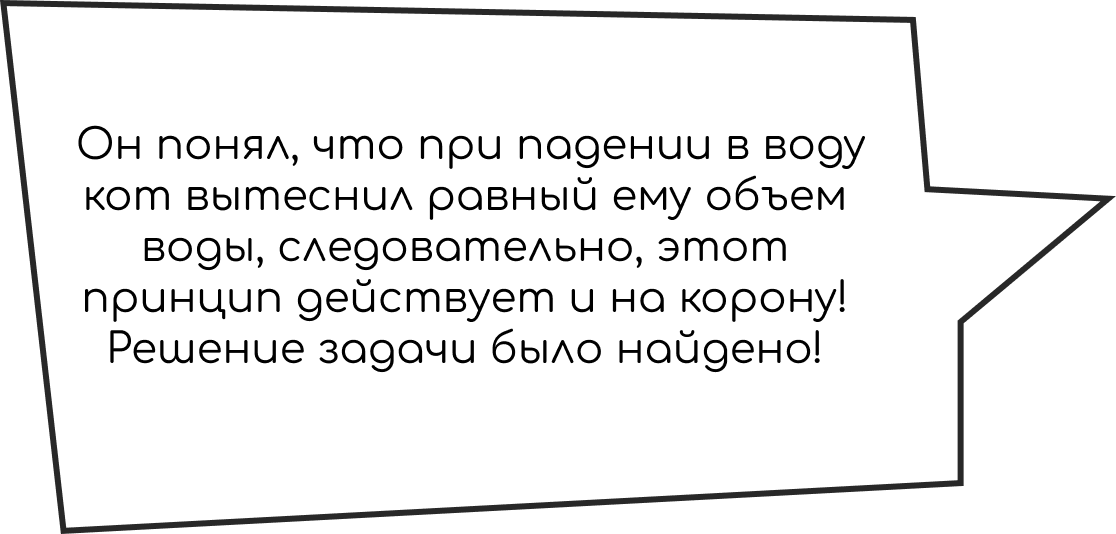 Он понял, что при падении в воду
кот вытеснил равный ему объем
воды, следовательно, этот
принцип действует и на корону!
Решение задачи было найдено!